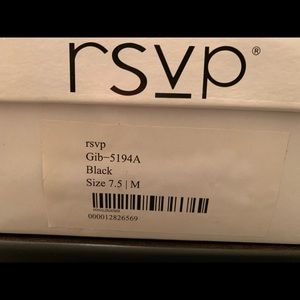 rsvp®
rsvp
Gib-5194A
Black
Size 7.5 | M
000012826569